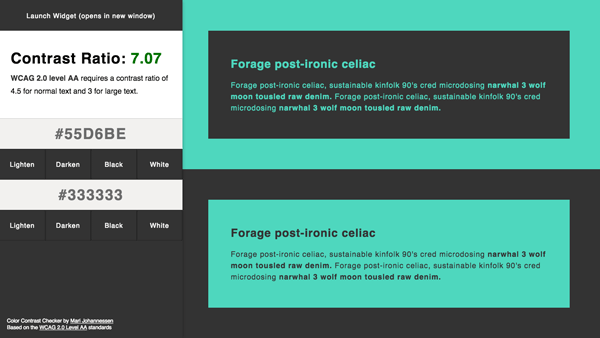 Launch Widget (opens in new window)
Contrast Ratio: 7.07
WCAG 2.0 level AA requires a contrast ratio of
4.5 for normal text and 3 for large text.
#55D6BE
Lighten Darken Black White
#333333
Lighten Darken Black White
Color Contrast Checker by Mari Johannessen
Based on the WCAG 2.0 Level AA standards
Forage post-ironic celiac
Forage post-ironic celiac, sustainable kinfolk 90's cred microdosing narwhal 3 wolf
moon tousled raw denim. Forage post-ironic celiac, sustainable kinfolk 90's cred
microdosing narwhal 3 wolf moon tousled raw denim.
Forage post-ironic celiac
Forage post-ironic celiac, sustainable kinfolk 90's cred microdosing narwhal 3 wolf
moon tousled raw denim. Forage post-ironic celiac, sustainable kinfolk 90's cred
microdosing narwhal 3 wolf moon tousled raw denim.